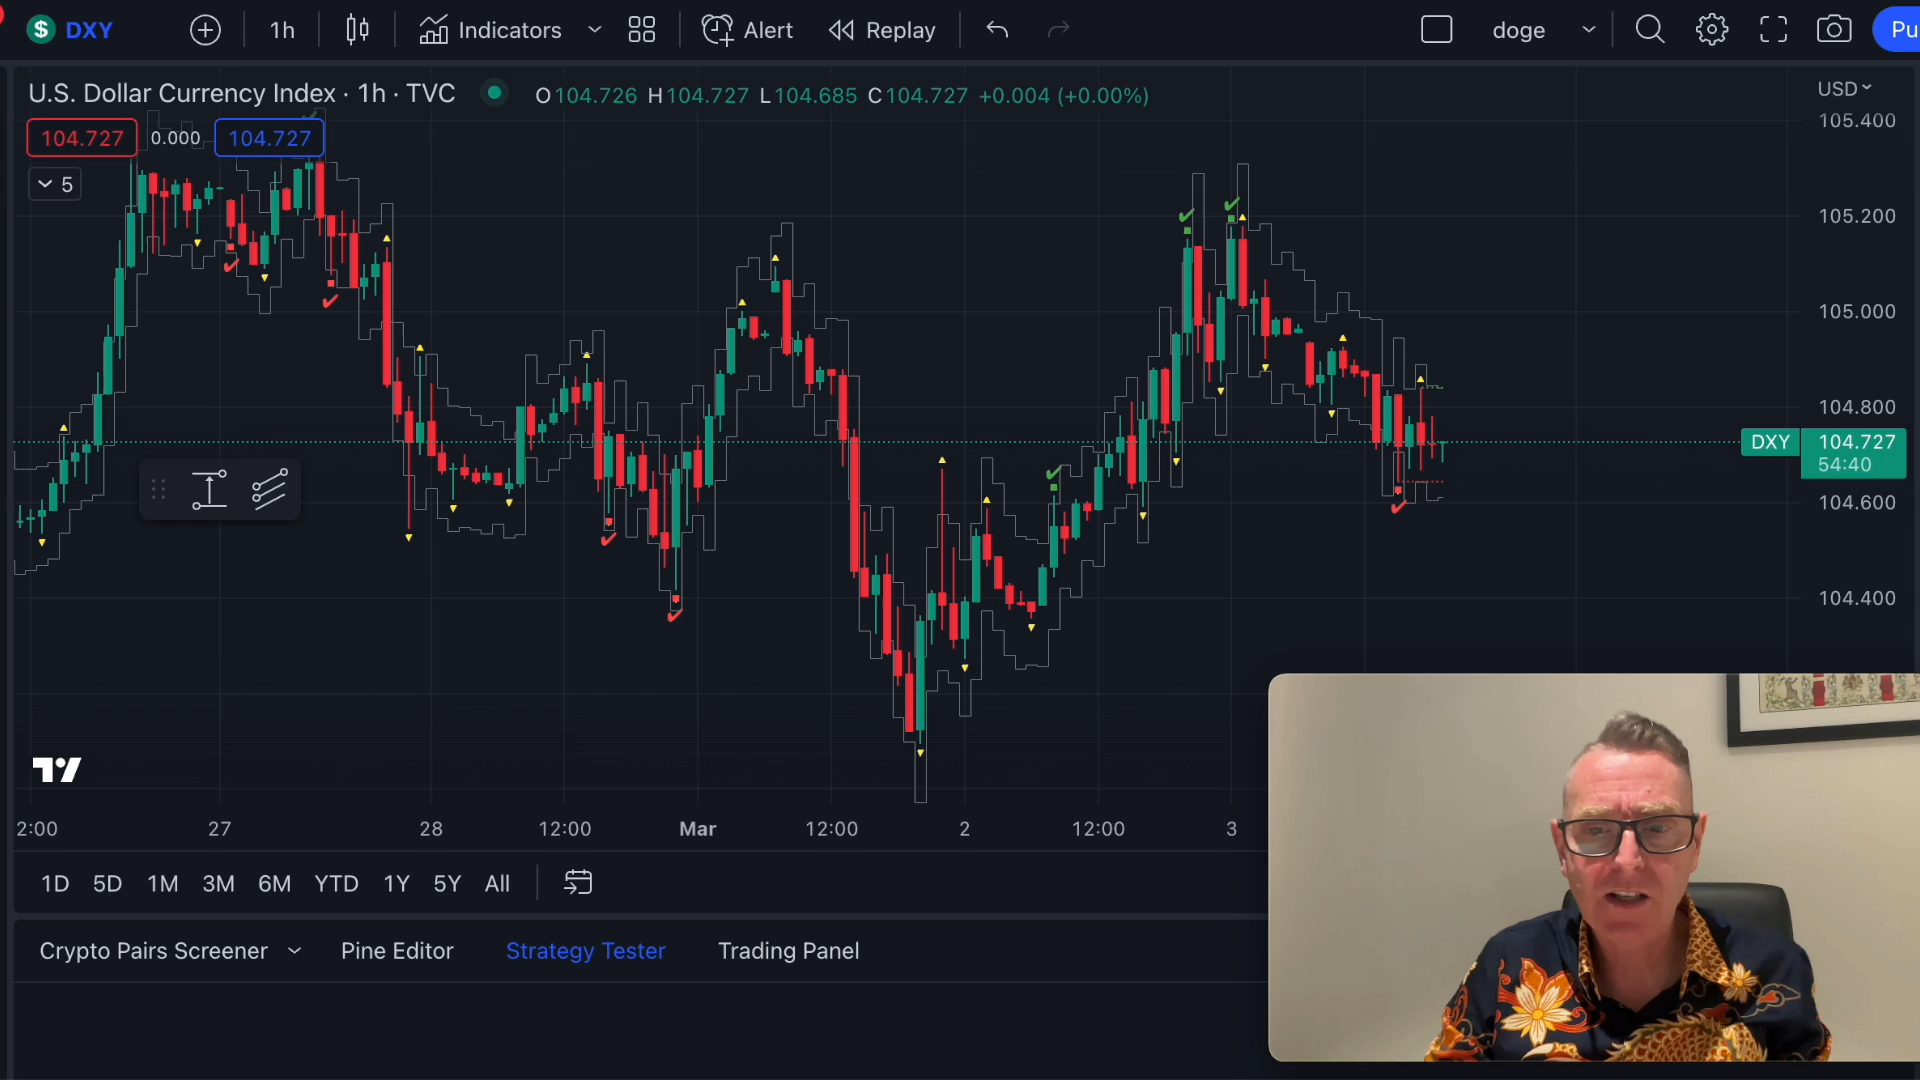 $ DXY 1h Indicators Alert Replay doge Pu
U.S. Dollar Currency Index · 1h · TVC O104.726 H104.727 L104.685 C104.727 +0.004 (+0.00%)
USD
104.727 0.000 104.727
5
105.400
105.200
105.000
104.800
DXY 104.727
54:40
104.600
104.400
2:00 27 28 12:00 Mar 12:00 2 12:00 3
1D 5D 1M 3M 6M YTD 1Y 5Y All
Crypto Pairs Screener Pine Editor Strategy Tester Trading Panel